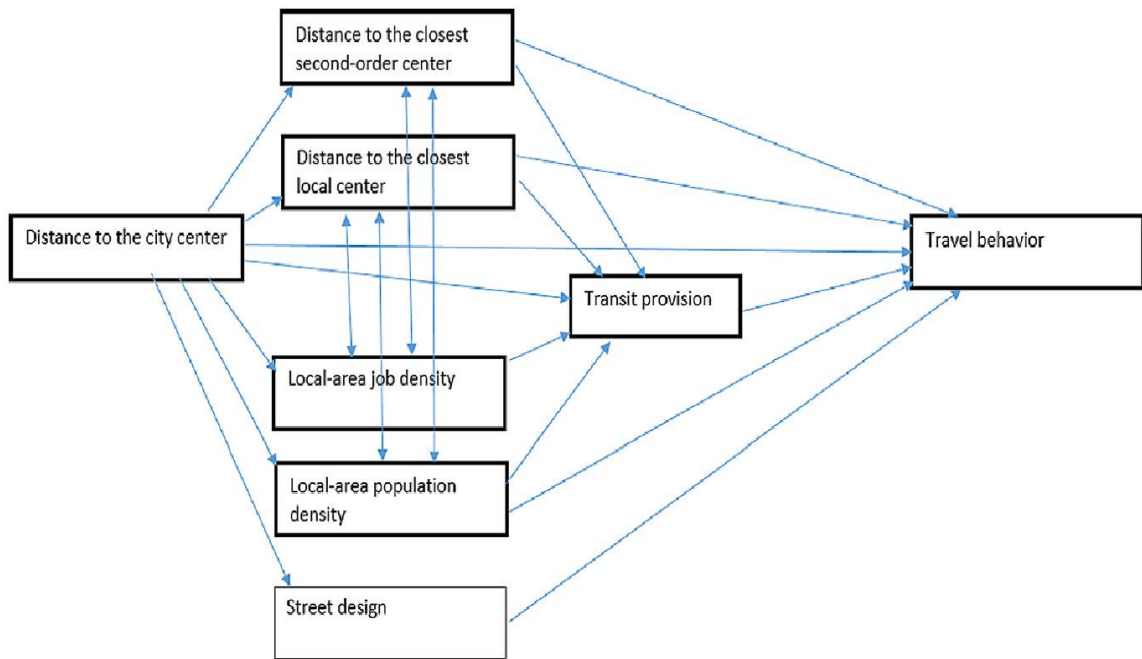 Distance to the closest
second-order center
Distance to the closest
local center
Distance to the city center
Travel behavior
Transit provision
Local-area job density
Local-area population
density
Street design